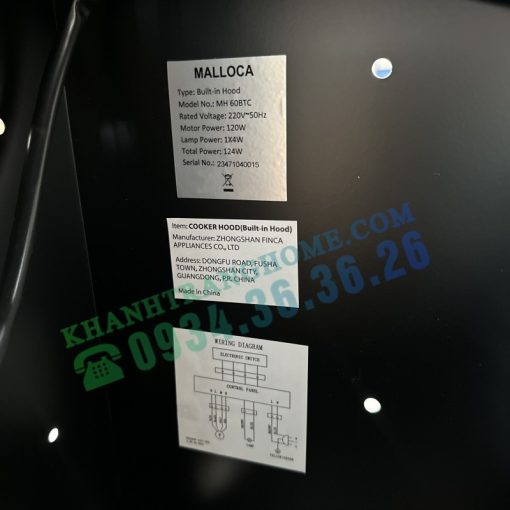 MALLOCA
Type: Built-in Hood
Model No.: MH 60BTC
Rated Voltage: 220V~50Hz
Motor Power: 120W
Lamp Power: 1X4W
Total Power: 124W
Serial No.: 23471040015
Item: COOKER HOOD(Built-in Hood)
Manufacturer: ZHONGSHAN FINCA
APPLIANCES CO., LTD
Address: DONGFU ROAD, FUSHA
TOWN, ZHONGSHAN CITY,
GUANGDONG, P.R. CHINA
Made in China
KHANHTRANGHOME.COM
0934.36.36.26
WIRING DIAGRAM
ELECTRONIC SWITCH
CONTROL PANEL
L N
LAMP